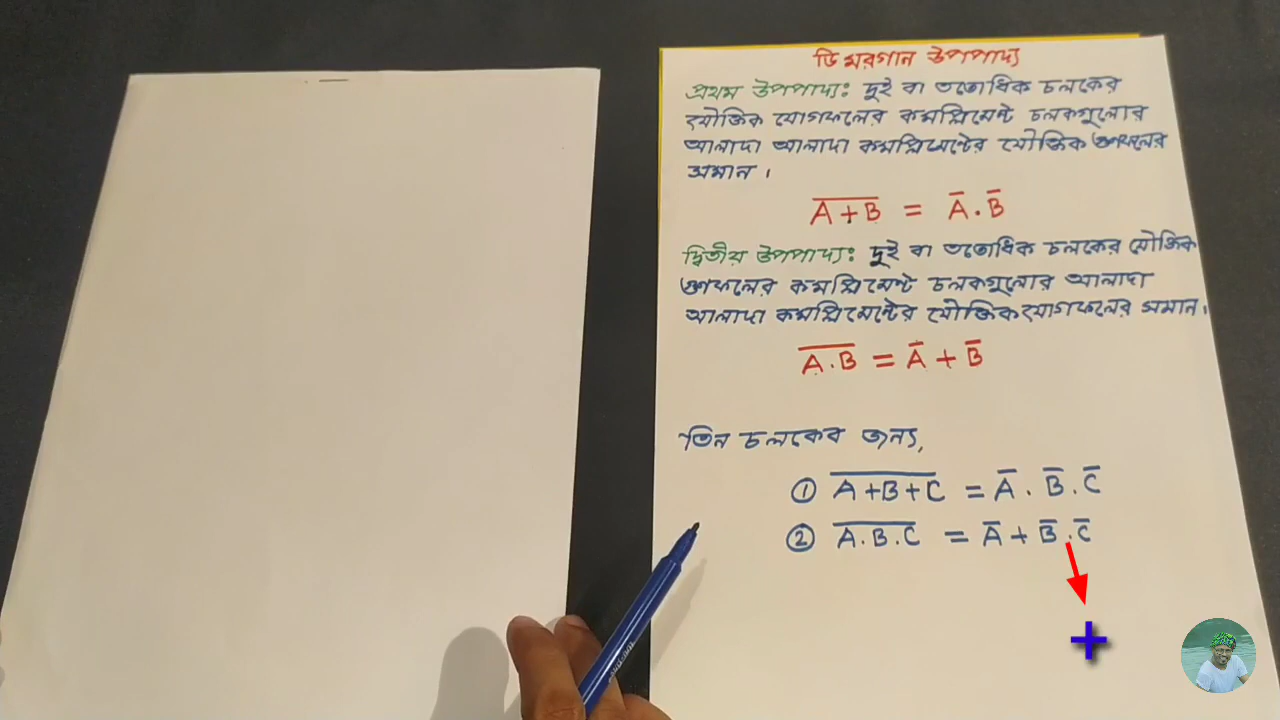 ডি মরগান উপপাদ্য
প্রথম উপপাদ্যঃ দুই বা ততোধিক চলকের
যৌক্তিক যোগফলের কমপ্লিমেন্ট চলকগুলোর
আলাদা আলাদা কমপ্লিমেন্টের যৌক্তিক গুণফলের
সমান।
A̅+̅B̅ = A̅ . B̅
দ্বিতীয় উপপাদ্যঃ দুই বা ততোধিক চলকের যৌক্তিক
গুণফলের কমপ্লিমেন্ট চলকগুলোর আলাদা
আলাদা কমপ্লিমেন্টের যৌক্তিক যোগফলের সমান।
A̅.̅B̅ = A̅ + B̅
তিন চলকের জন্য,
① A̅+̅B̅+̅C̅ = A̅ . B̅ . C̅
② A̅.̅B̅.̅C̅ = A̅ + B̅ . C̅
+